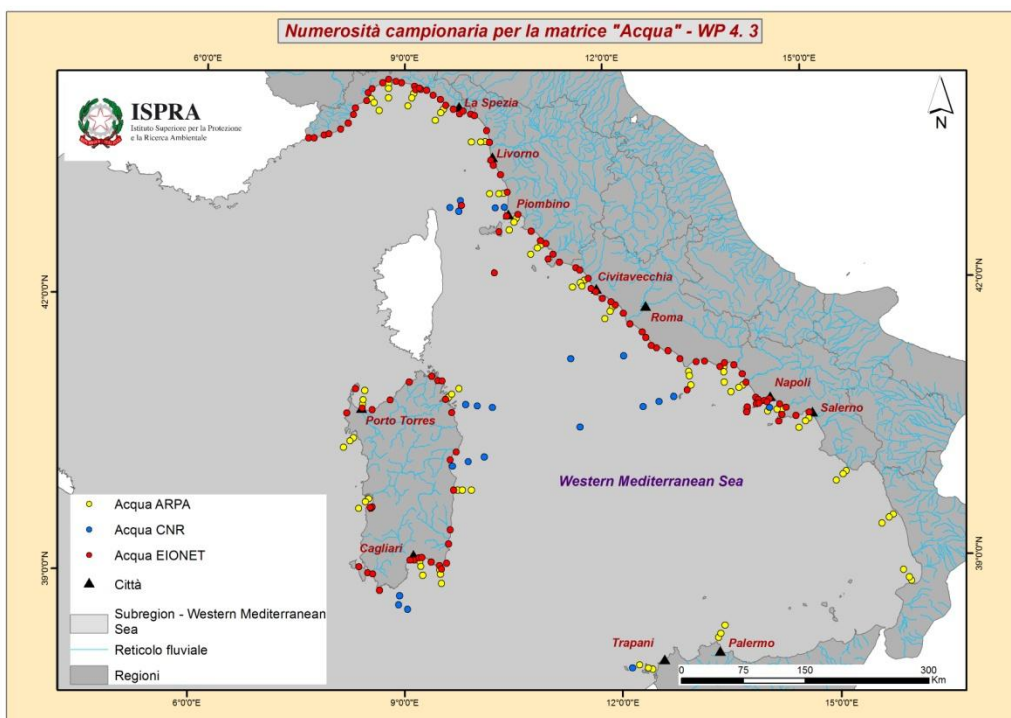 Numerosità campionaria per la matrice "Acqua" - WP 4. 3
6°0'0"E 9°0'0"E 12°0'0"E 15°0'0"E
ISPRA
Istituto Superiore per la Protezione
e la Ricerca Ambientale
N
La Spezia
Livorno
Piombino
Civitavecchia
42°0'0"N
42°0'0"N
Roma
Napoli
Porto Torres
Salerno
Western Mediterranean Sea
Acqua ARPA
Acqua CNR
Acqua EIONET
Città
Subregion - Western Mediterranean
Sea
Reticolo fluviale
Regioni
Cagliari
39°0'0"N
39°0'0"N
Trapani
Palermo
0 75 150 300
Km
6°0'0"E 9°0'0"E 12°0'0"E 15°0'0"E